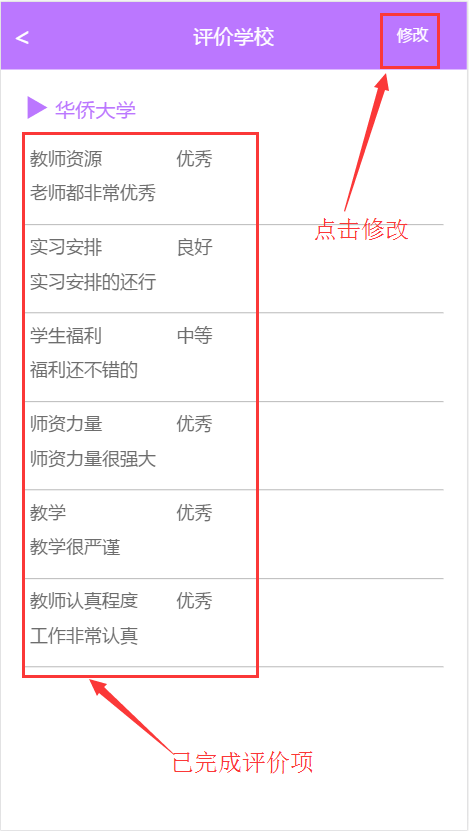 < 评价学校 修改
华侨大学
教师资源 优秀
老师都非常优秀
点击修改
实习安排 良好
实习安排的还行
学生福利 中等
福利还不错的
师资力量 优秀
师资力量很强大
教学 优秀
教学很严谨
教师认真程度 优秀
工作非常认真
已完成评价项